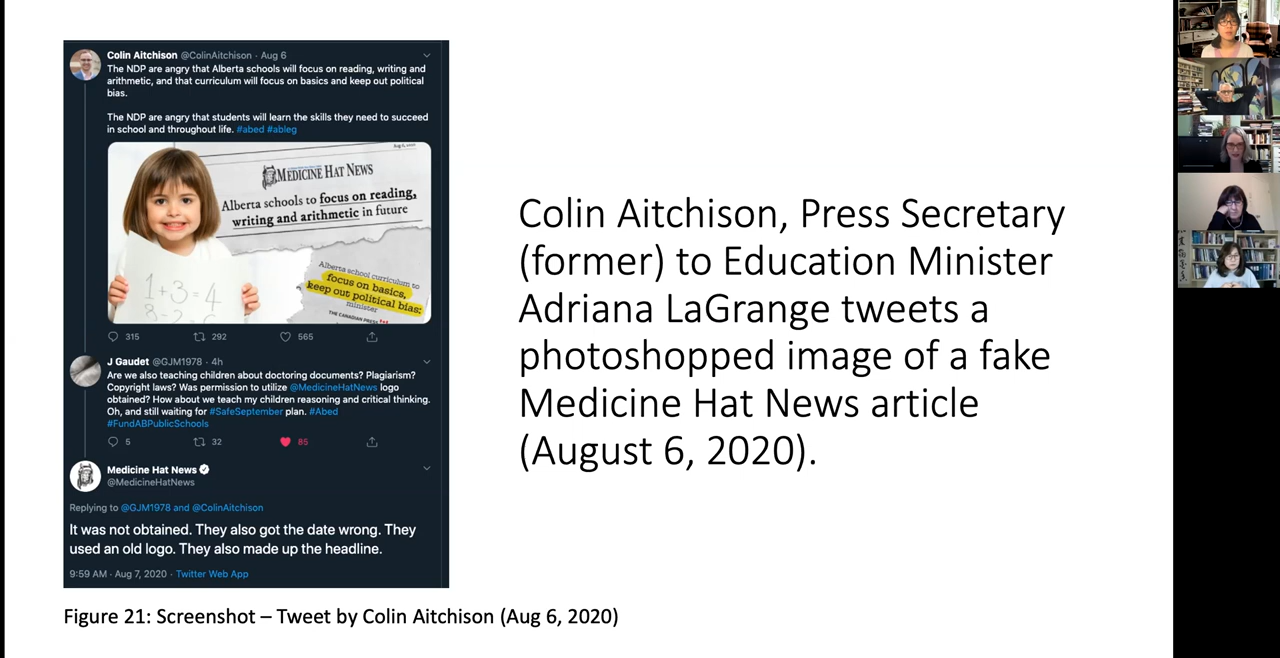 Colin Aitchison @ColinAitchison · Aug 6
The NDP are angry that Alberta schools will focus on reading, writing and
arithmetic, and that curriculum will focus on basics and keep out political
bias.
The NDP are angry that students will learn the skills they need to succeed
in school and throughout life. #abed #ableg
Aug 6, 2020
MEDICINE HAT NEWS
Alberta schools to focus on reading,
writing and arithmetic in future
Alberta school curriculum to
focus on basics,
keep out political bias:
minister
THE CANADIAN PRESS
1+3=4
315 292 565
J Gaudet @GJM1978 · 4h
Are we also teaching children about doctoring documents? Plagiarism?
Copyright laws? Was permission to utilize @MedicineHatNews logo
obtained? How about we teach my children reasoning and critical thinking.
Oh, and still waiting for #SafeSeptember plan. #Abed
#FundABPublicSchools
5 32 85
Medicine Hat News
@MedicineHatNews
Replying to @GJM1978 and @ColinAitchison
It was not obtained. They also got the date wrong. They
used an old logo. They also made up the headline.
9:59 AM · Aug 7, 2020 · Twitter Web App
Figure 21: Screenshot – Tweet by Colin Aitchison (Aug 6, 2020)
Colin Aitchison, Press Secretary
(former) to Education Minister
Adriana LaGrange tweets a
photoshopped image of a fake
Medicine Hat News article
(August 6, 2020).